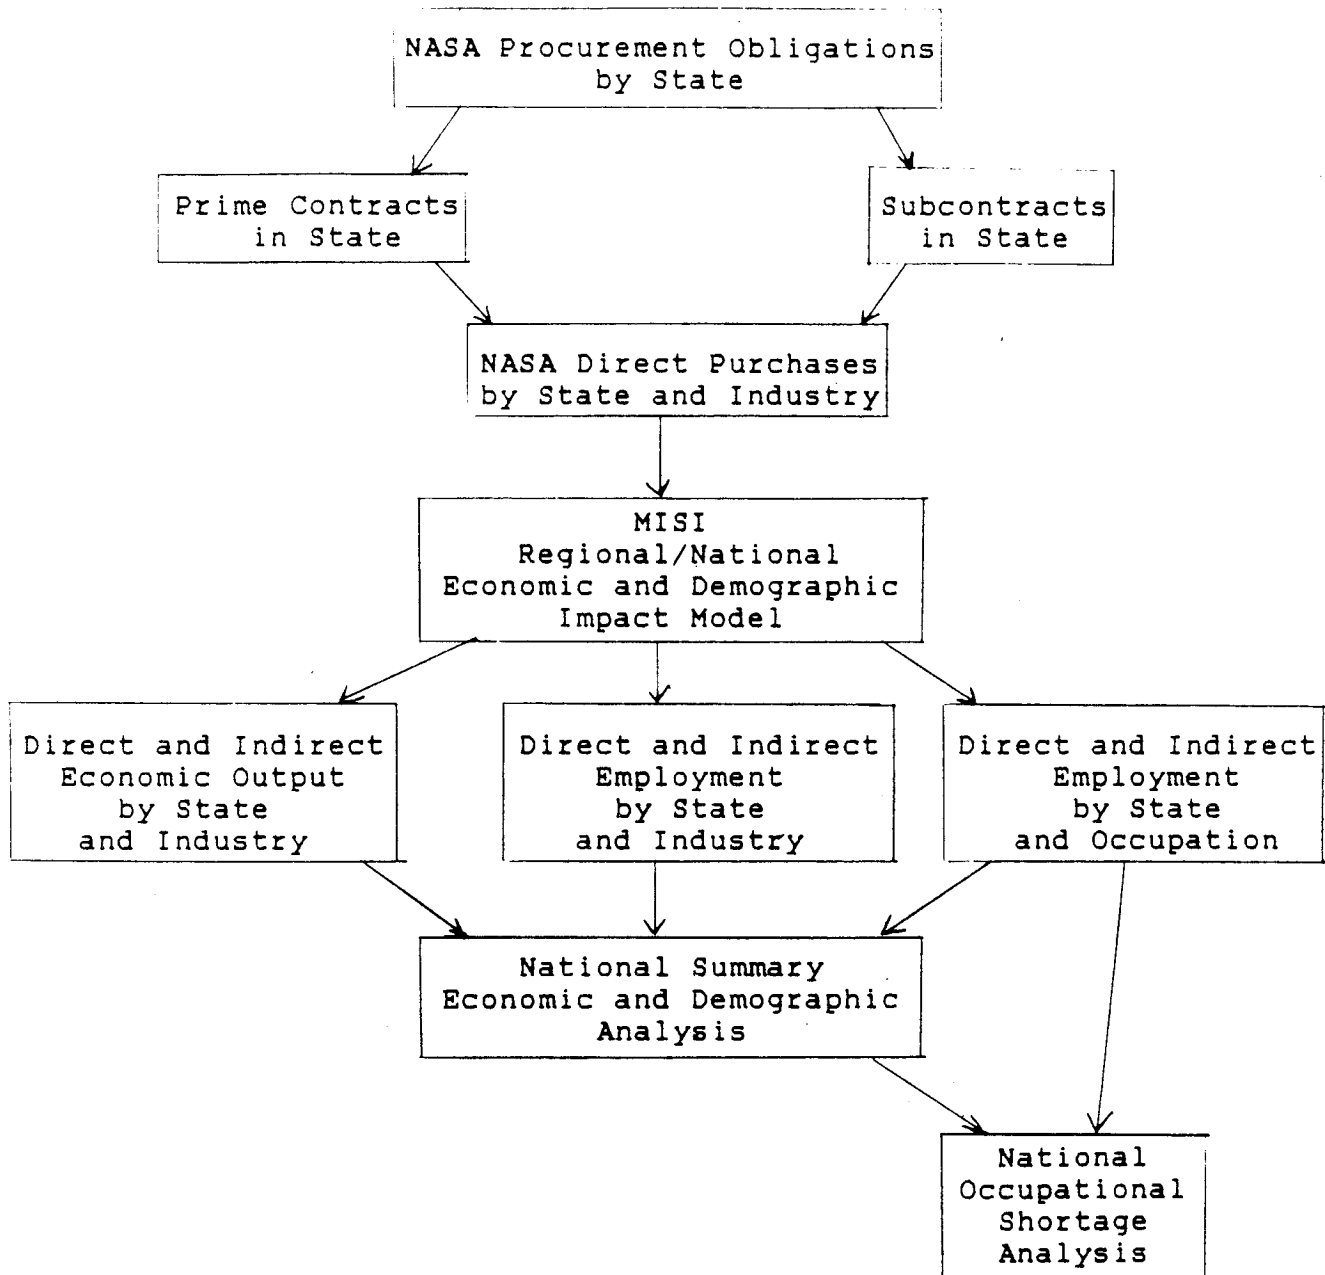 NASA Procurement Obligations
by State
Prime Contracts
in State
Subcontracts
in State
NASA Direct Purchases
by State and Industry
MISI
Regional/National
Economic and Demographic
Impact Model
Direct and Indirect
Economic Output
by State
and Industry
Direct and Indirect
Employment
by State
and Industry
Direct and Indirect
Employment
by State
and Occupation
National Summary
Economic and Demographic
Analysis
National
Occupational
Shortage
Analysis